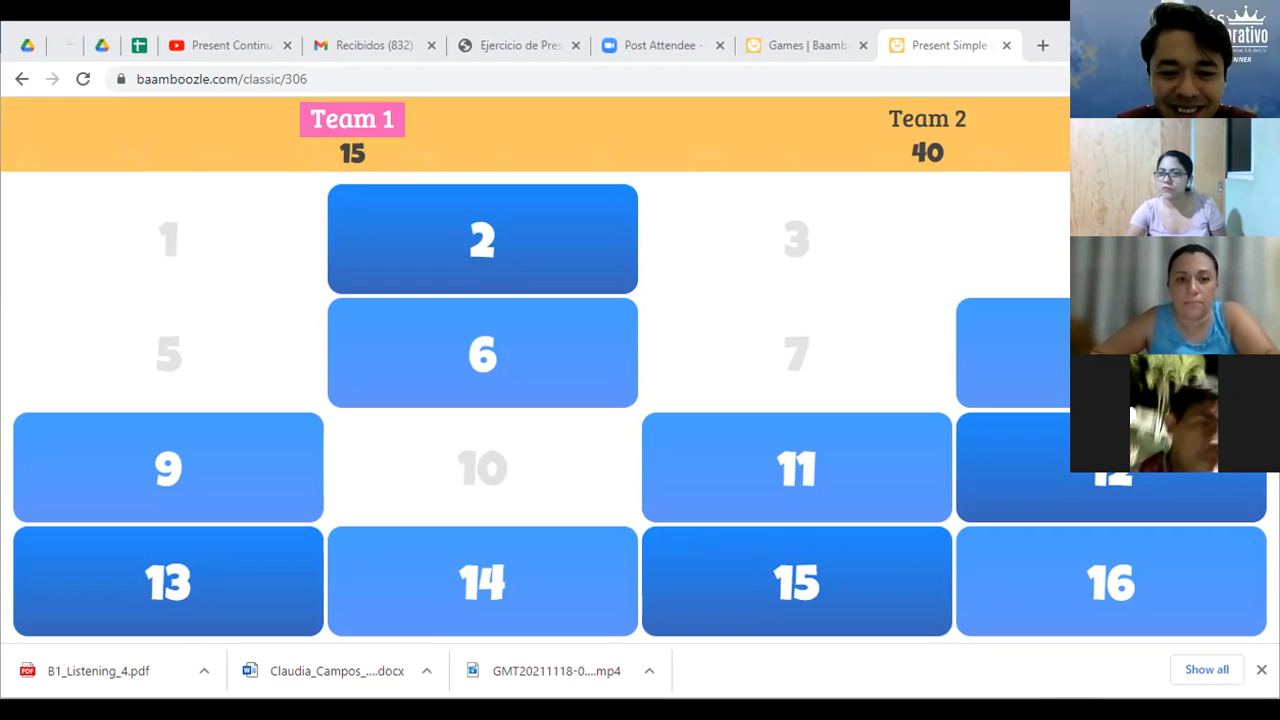 Present Continu
Recibidos (832)
Ejercicio de Pres
Post Attendee -
Games | Baamb
Present Simple
baamboozle.com/classic/306
Team 1
15
Team 2
40
1
2
3
5
6
7
9
10
11
12
13
14
15
16
B1_Listening_4.pdf
Claudia_Campos_....docx
GMT20211118-0....mp4
Show all